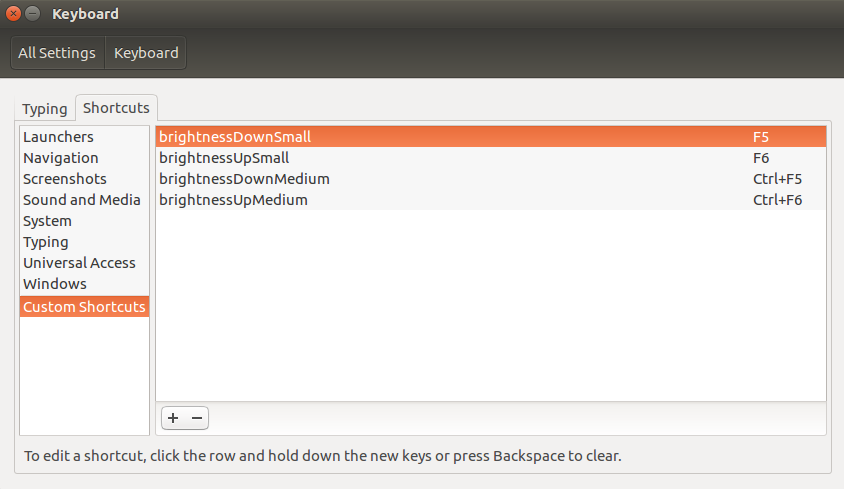 Keyboard
All Settings Keyboard
Typing Shortcuts
Launchers
Navigation
Screenshots
Sound and Media
System
Typing
Universal Access
Windows
Custom Shortcuts
brightnessDownSmall F5
brightnessUpSmall F6
brightnessDownMedium Ctrl+F5
brightnessUpMedium Ctrl+F6
To edit a shortcut, click the row and hold down the new keys or press Backspace to clear.